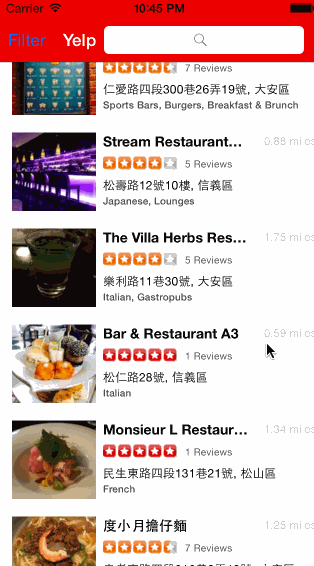 Carrier 10:45 PM
Filter Yelp
7 Reviews
仁愛路四段300巷26弄19號, 大安區
Sports Bars, Burgers, Breakfast & Brunch
Stream Restaurant… 0.88 mi es
5 Reviews
松壽路12號10樓, 信義區
Japanese, Lounges
The Villa Herbs Res… 1.75 mi es
樂利路11巷30號, 大安區
Italian, Gastropubs
Bar & Restaurant A3 0.59 mi es
1 Reviews
松仁路28號, 信義區
Italian
Monsieur L Restaur… 1.34 mi es
1 Reviews
民生東路四段131巷21號, 松山區
French
度小月擔仔麵 1.25 mi es
7 Reviews